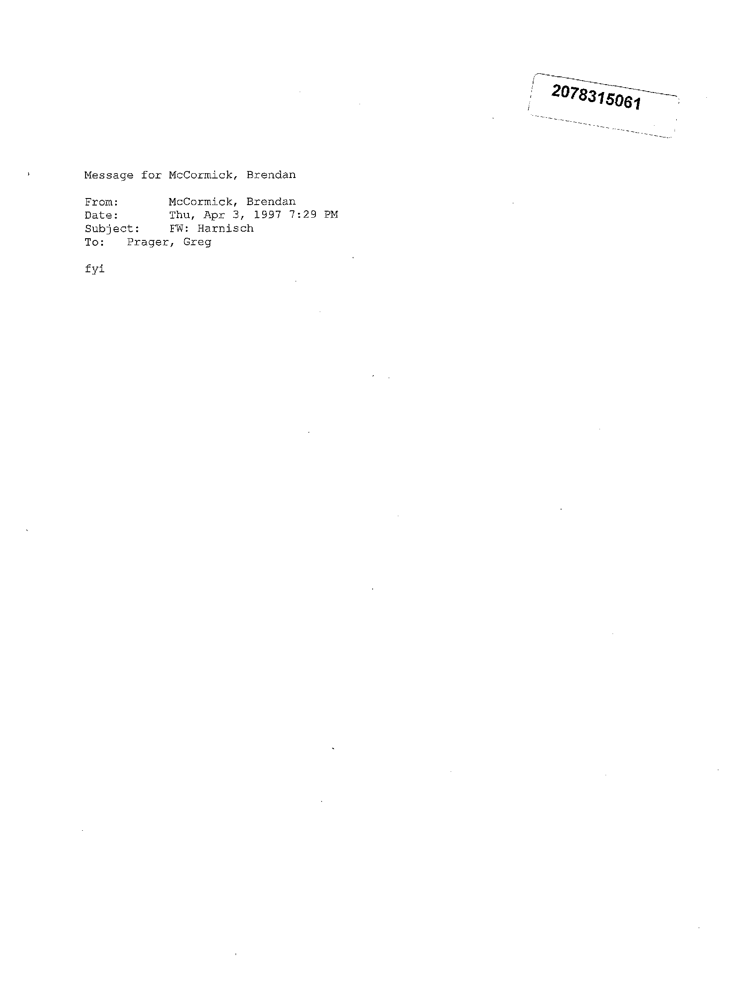 2078315061
Message for McCormick, Brendan
From: McCormick, Brendan
Date: Thu, Apr 3, 1997 7:29 PM
Subject: FW: Harnisch
To: Prager, Greg
fyi